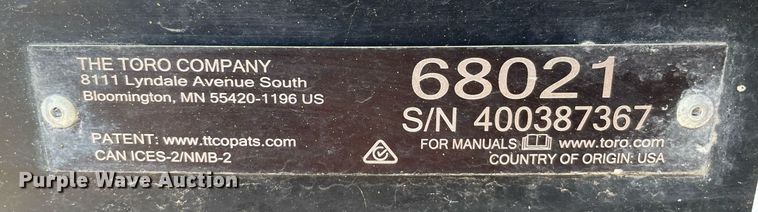 THE TORO COMPANY
8111 Lyndale Avenue South
Bloomington, MN 55420-1196 US
PATENT: www.ttcopats.com
CAN ICES-2/NMB-2
68021
S/N 400387367
FOR MANUALS www.toro.com
COUNTRY OF ORIGIN: USA
Purple Wave Auction